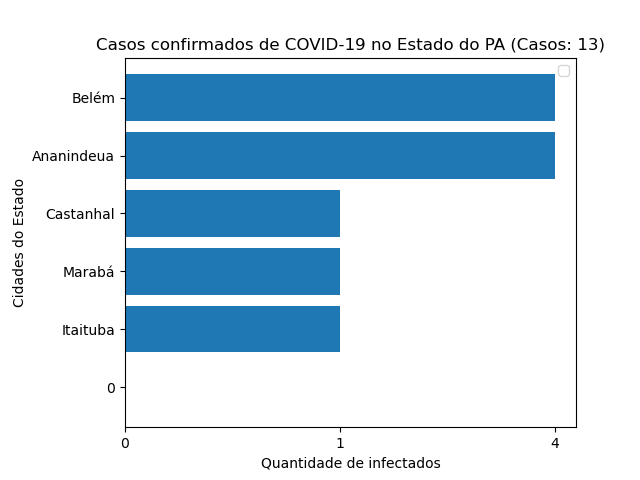 Casos confirmados de COVID-19 no Estado do PA (Casos: 13)
Cidades do Estado
Belém
Ananindeua
Castanhal
Marabá
Itaituba
0
0 1 4
Quantidade de infectados